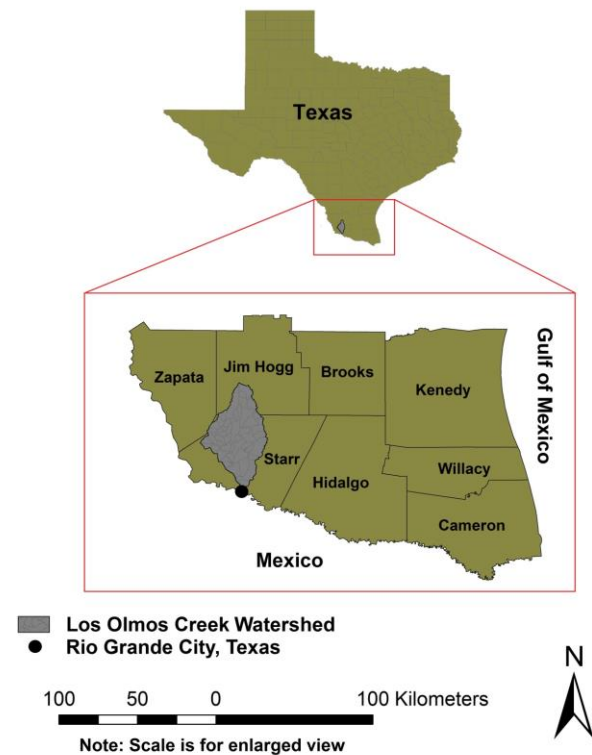 Texas
Zapata
Jim Hogg
Brooks
Kenedy
Gulf of Mexico
Starr
Hidalgo
Willacy
Cameron
Mexico
Los Olmos Creek Watershed
Rio Grande City, Texas
N
100 50 0 100 Kilometers
Note: Scale is for enlarged view